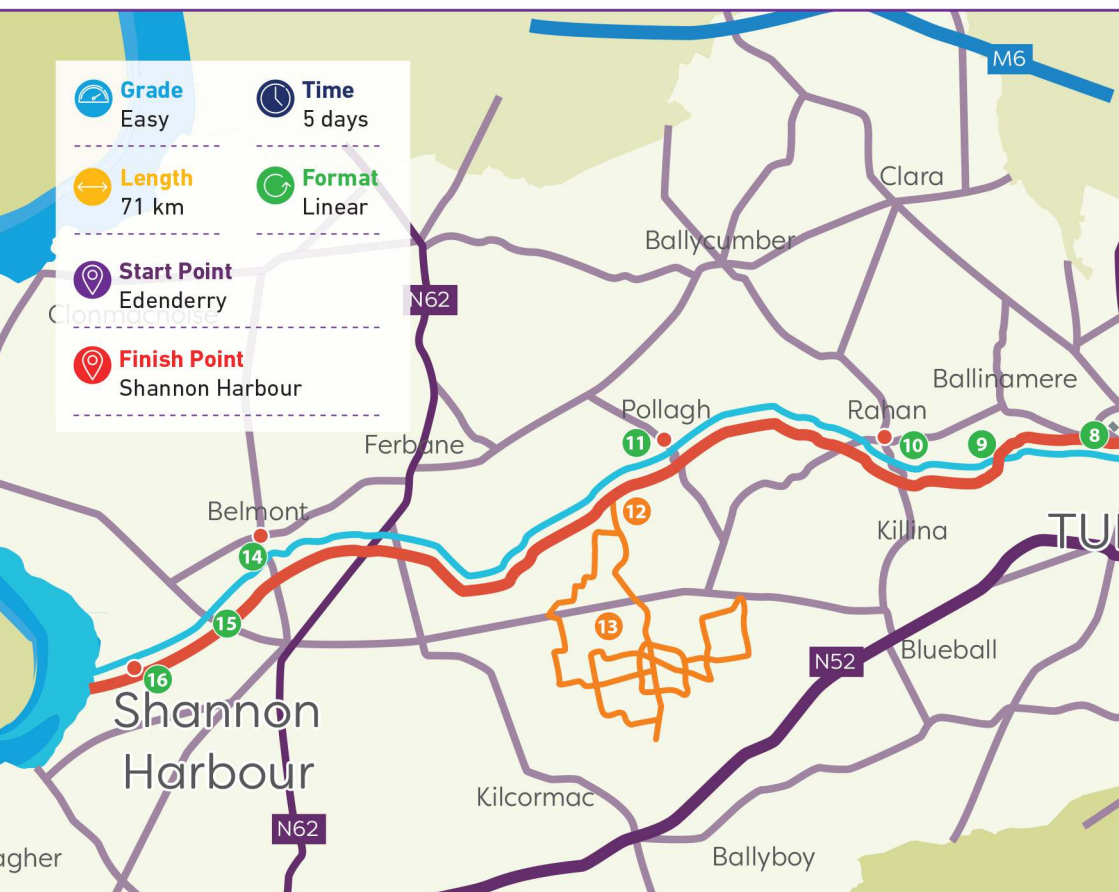 Grade
Easy
Time
5 days
Length
71 km
Format
Linear
Start Point
Edenderry
Clonmacnoise
Finish Point
Shannon Harbour
M6
Clara
Ballycumber
N62
Ballinamere
Pollagh
Rahan
8
11
10
9
Ferbane
Belmont
12
Killina
TU
14
13
15
Blueball
N52
16
Shannon
Harbour
Kilcormac
N62
agher
Ballyboy